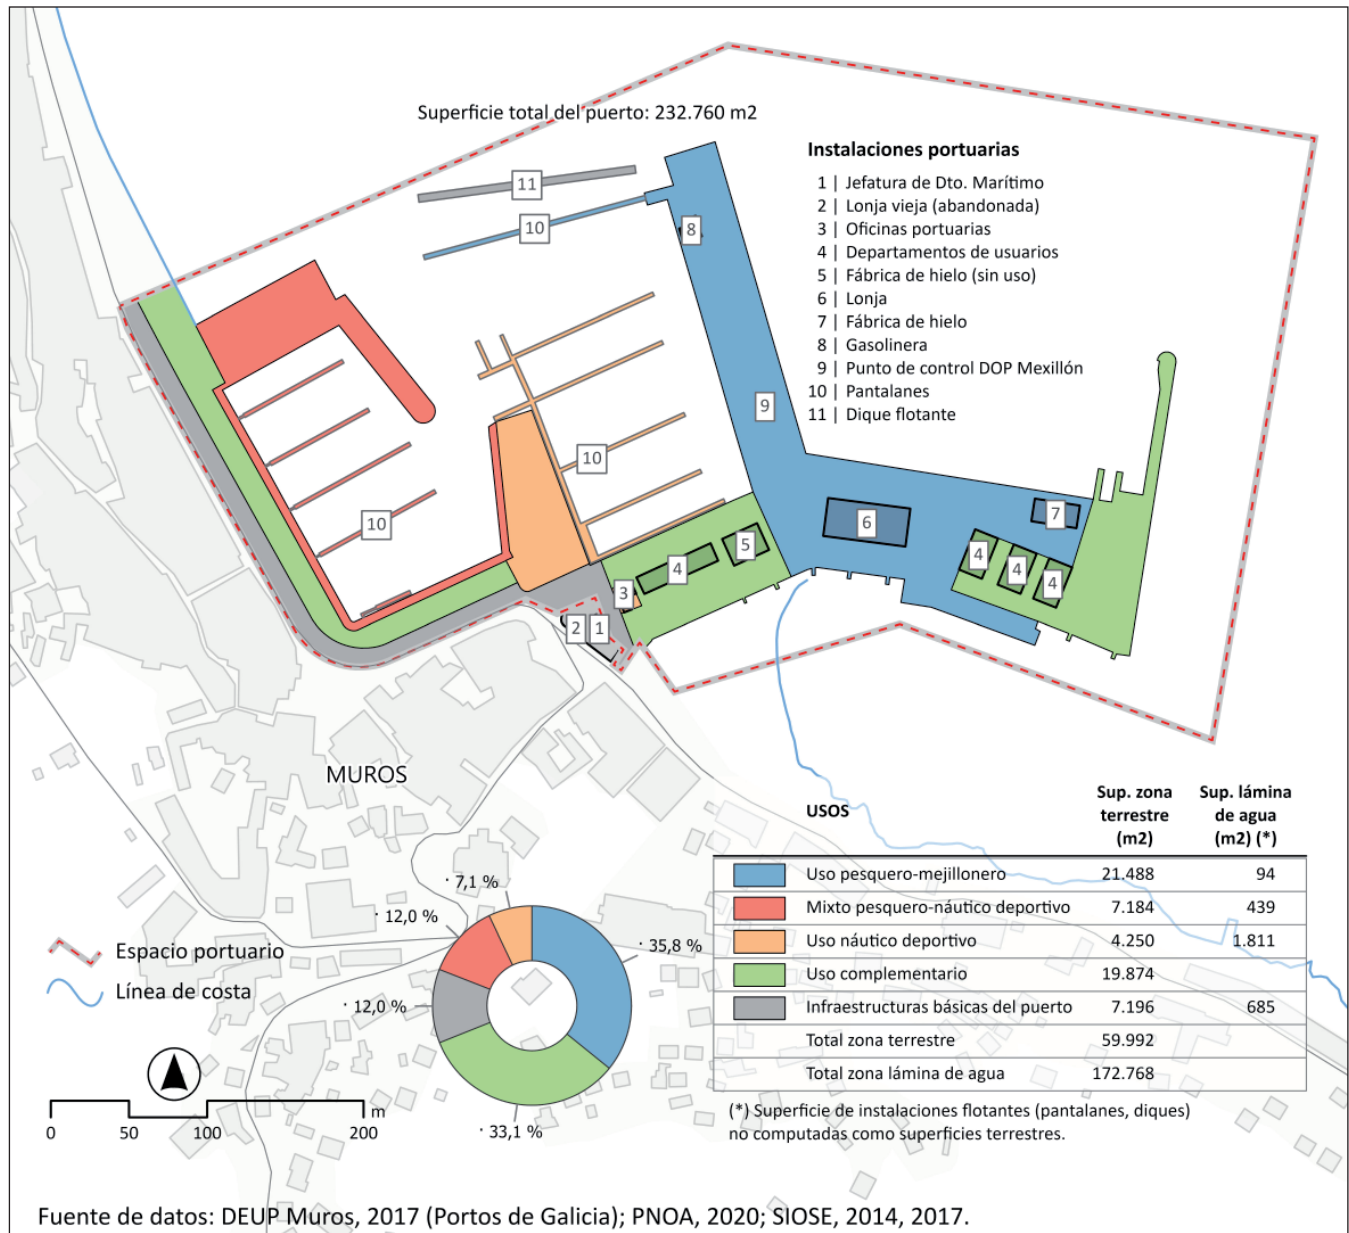 Superficie total del puerto: 232.760 m2
Instalaciones portuarias
1 | Jefatura de Dto. Marítimo
2 | Lonja vieja (abandonada)
3 | Oficinas portuarias
4 | Departamentos de usuarios
5 | Fábrica de hielo (sin uso)
6 | Lonja
7 | Fábrica de hielo
8 | Gasolinera
9 | Punto de control DOP Mexillón
10 | Pantalanes
11 | Dique flotante
11
10
8
9
10
10
6
7
5
4
4
4
4
3
2
1
MUROS
USOS
Sup. zona terrestre (m2)
Sup. lámina de agua (m2) (*)
Uso pesquero-mejillonero 21.488 94
Mixto pesquero-náutico deportivo 7.184 439
Uso náutico deportivo 4.250 1.811
Uso complementario 19.874
Infraestructuras básicas del puerto 7.196 685
Total zona terrestre 59.992
Total zona lámina de agua 172.768
(*) Superficie de instalaciones flotantes (pantalanes, diques)
no computadas como superficies terrestres.
7,1 %
12,0 %
35,8 %
12,0 %
33,1 %
Espacio portuario
Línea de costa
0 50 100 200 m
Fuente de datos: DEUP Muros, 2017 (Portos de Galicia); PNOA, 2020; SIOSE, 2014, 2017.